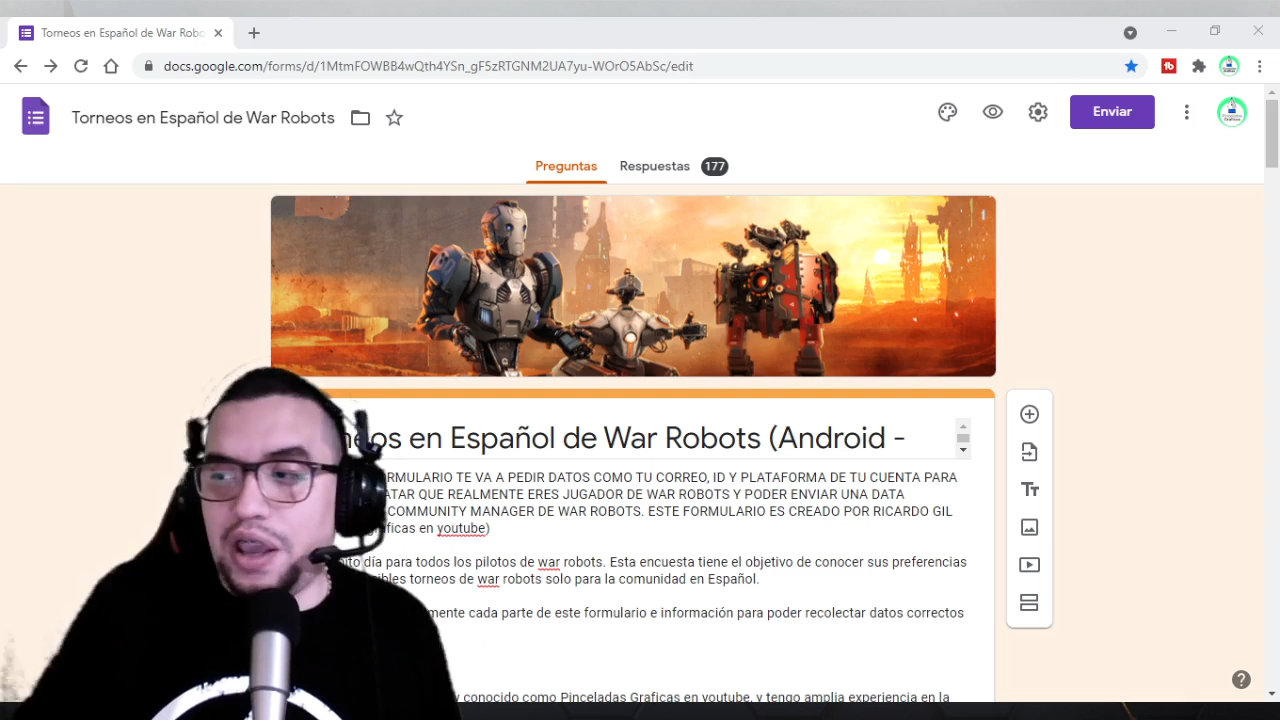 Torneos en Español de War Robo
docs.google.com/forms/d/1MtmFOWBB4wQth4YSn_gF5zRTGNM2UA7yu-WOrO5AbSc/edit
Torneos en Español de War Robots
Enviar
Preguntas Respuestas 177
neos en Español de War Robots (Android -
RMULARIO TE VA A PEDIR DATOS COMO TU CORREO, ID Y PLATAFORMA DE TU CUENTA PARA
ATAR QUE REALMENTE ERES JUGADOR DE WAR ROBOTS Y PODER ENVIAR UNA DATA
COMMUNITY MANAGER DE WAR ROBOTS. ESTE FORMULARIO ES CREADO POR RICARDO GIL
ráficas en youtube)
día para todos los pilotos de war robots. Esta encuesta tiene el objetivo de conocer sus preferencias
ibles torneos de war robots solo para la comunidad en Español.
mente cada parte de este formulario e información para poder recolectar datos correctos
y conocido como Pinceladas Graficas en youtube, y tengo amplia experiencia en la